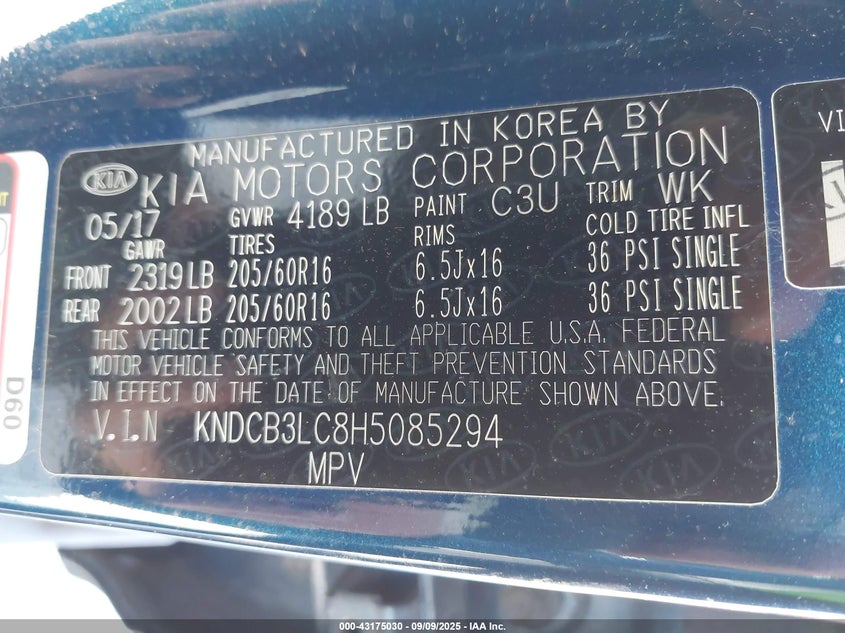 MANUFACTURED IN KOREA BY
KIA KIA MOTORS CORPORATION
05/17 GVWR 4189 LB PAINT C3U TRIM WK
GAWR TIRES RIMS COLD TIRE INFL
FRONT 2319 LB 205/60R16 6.5Jx16 36 PSI SINGLE
REAR 2002 LB 205/60R16 6.5Jx16 36 PSI SINGLE
THIS VEHICLE CONFORMS TO ALL APPLICABLE U.S.A. FEDERAL
MOTOR VEHICLE SAFETY AND THEFT PREVENTION STANDARDS
IN EFFECT ON THE DATE OF MANUFACTURE SHOWN ABOVE.
V.I.N KNDCB3LC8H5085294
MPV
D60
000-43175030 - 09/09/2025 - IAA Inc.